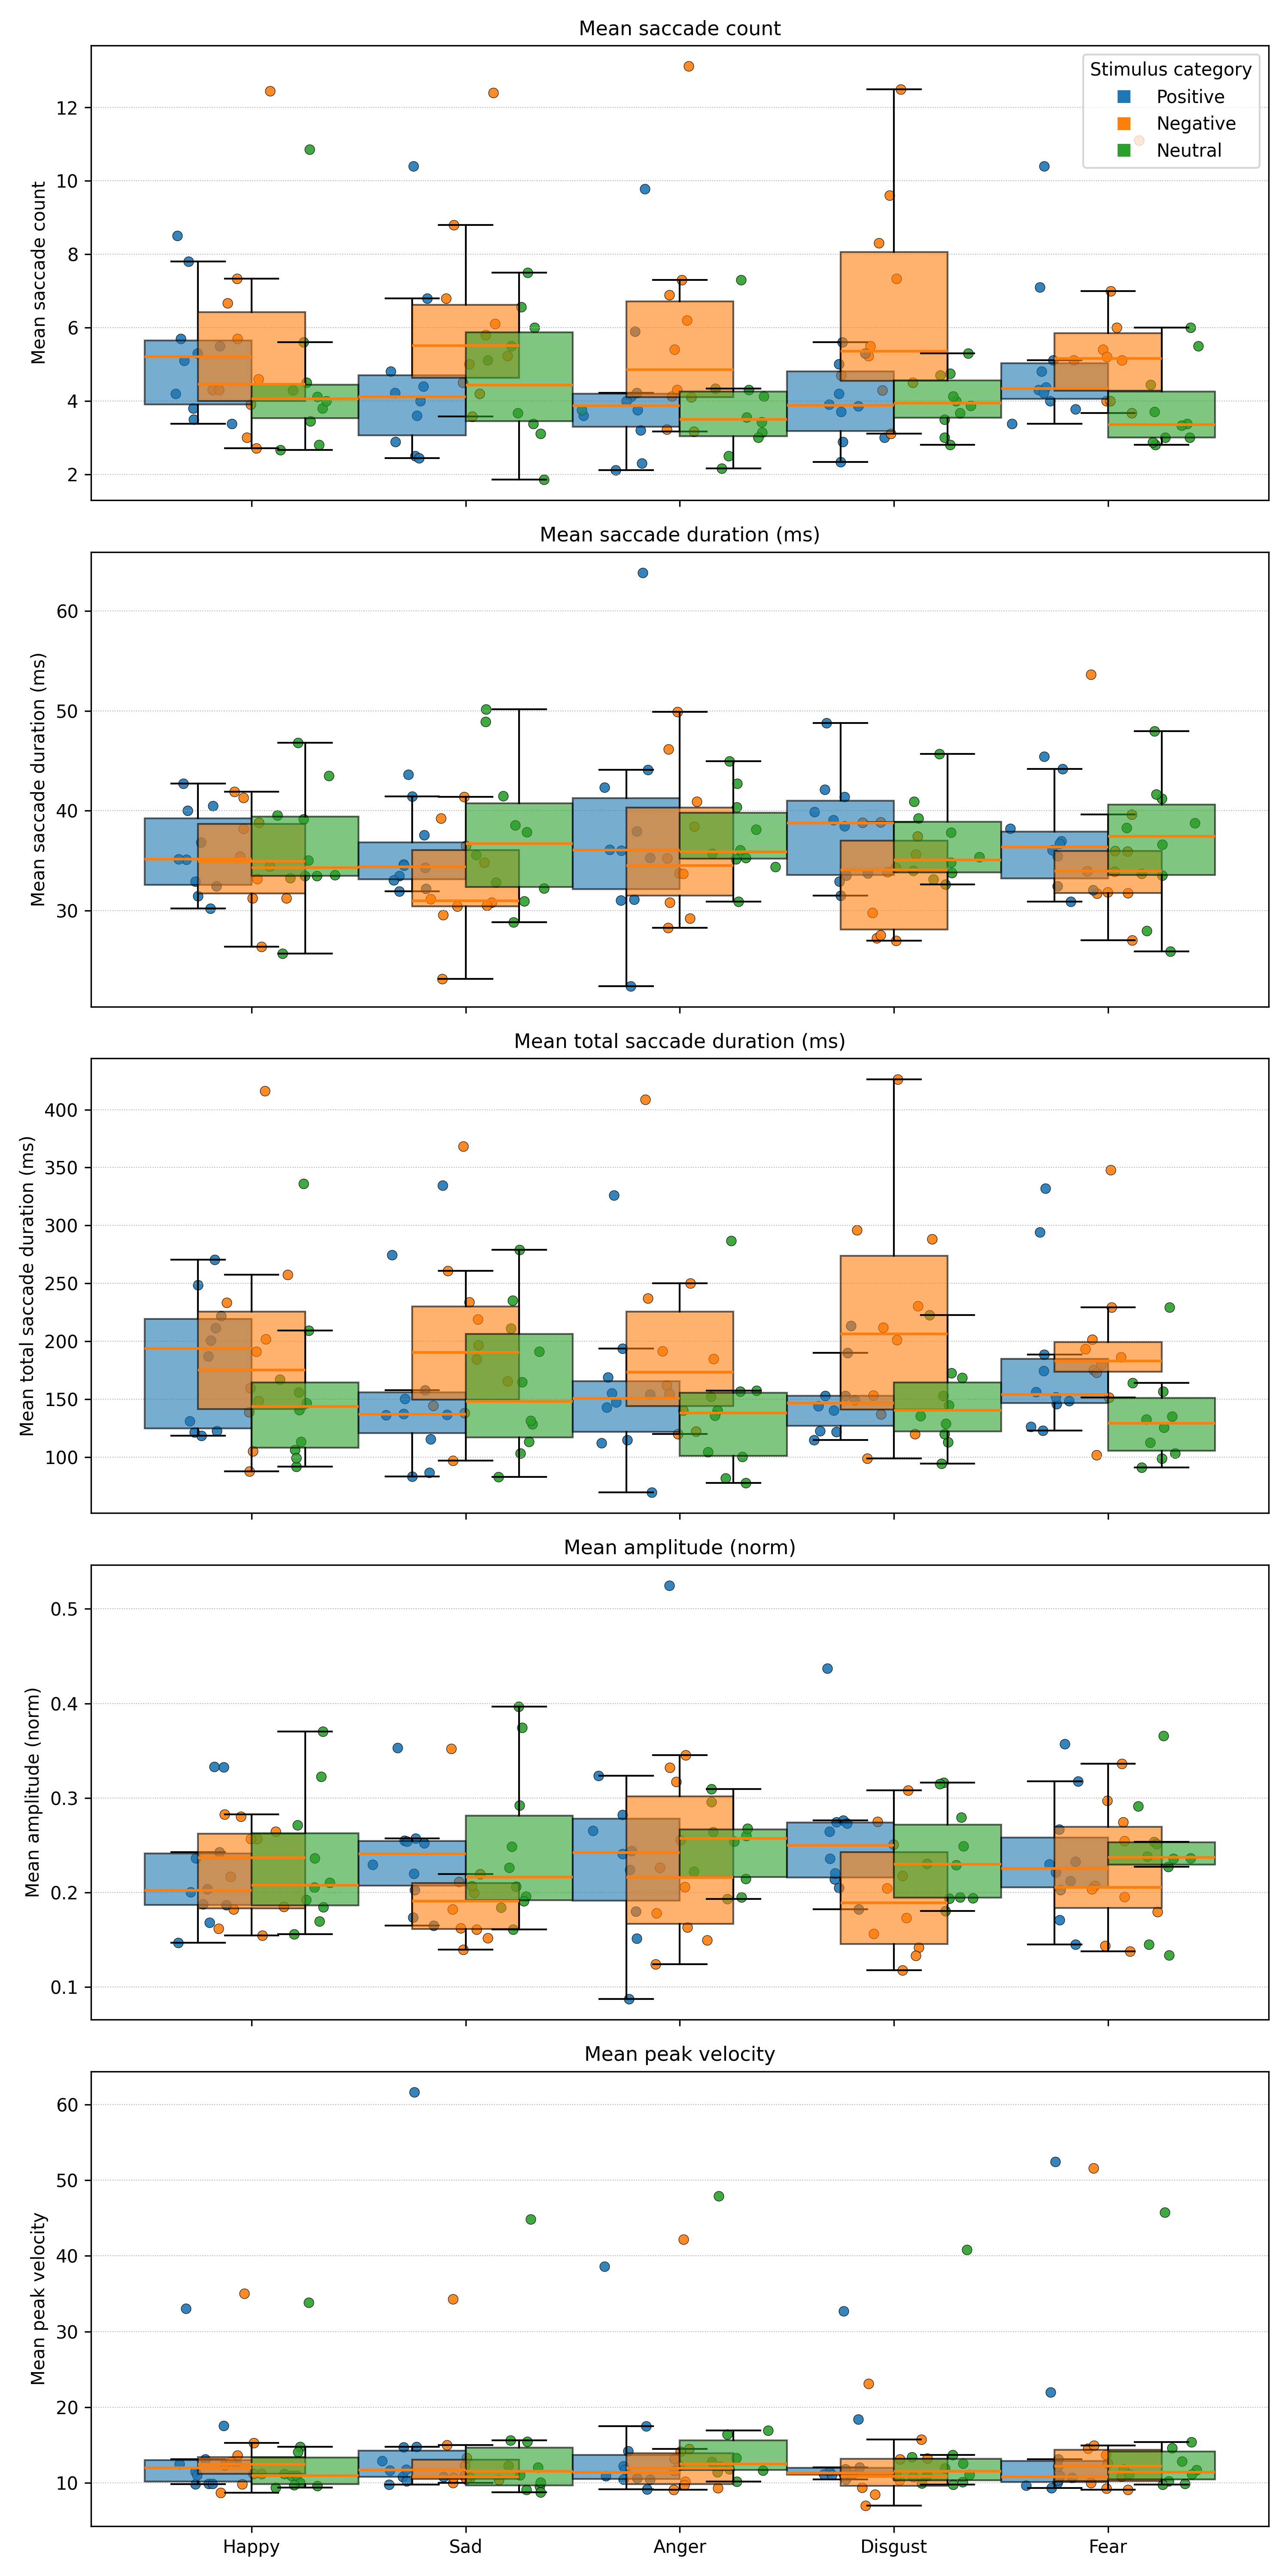 Mean saccade count
Mean saccade count
12
10
8
6
4
2
Stimulus category
Positive
Negative
Neutral
Mean saccade duration (ms)
Mean saccade duration (ms)
60
50
40
30
Mean total saccade duration (ms)
Mean total saccade duration (ms)
400
350
300
250
200
150
100
Mean amplitude (norm)
Mean amplitude (norm)
0.5
0.4
0.3
0.2
0.1
Mean peak velocity
Mean peak velocity
60
50
40
30
20
10
Happy Sad Anger Disgust Fear